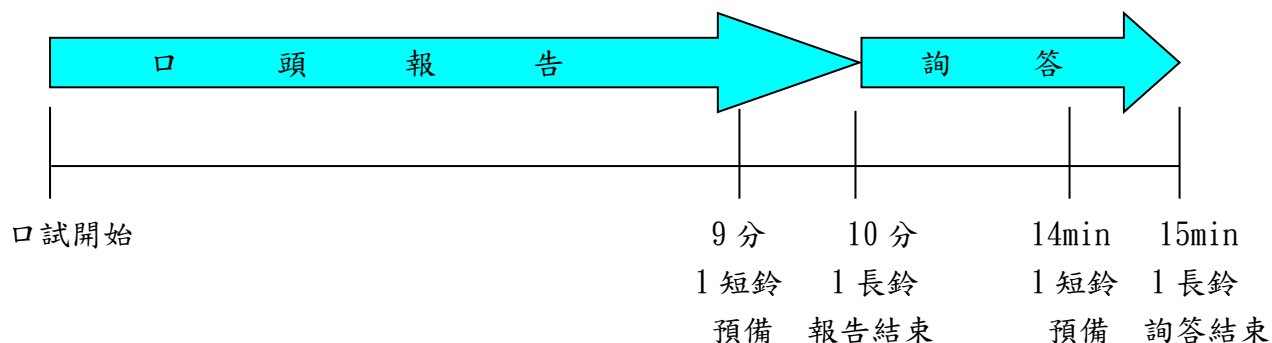 口頭報告 詢答
口試開始 9分 10分 14min 15min
1短鈴 1長鈴 1短鈴 1長鈴
預備 報告結束 預備 詢答結束